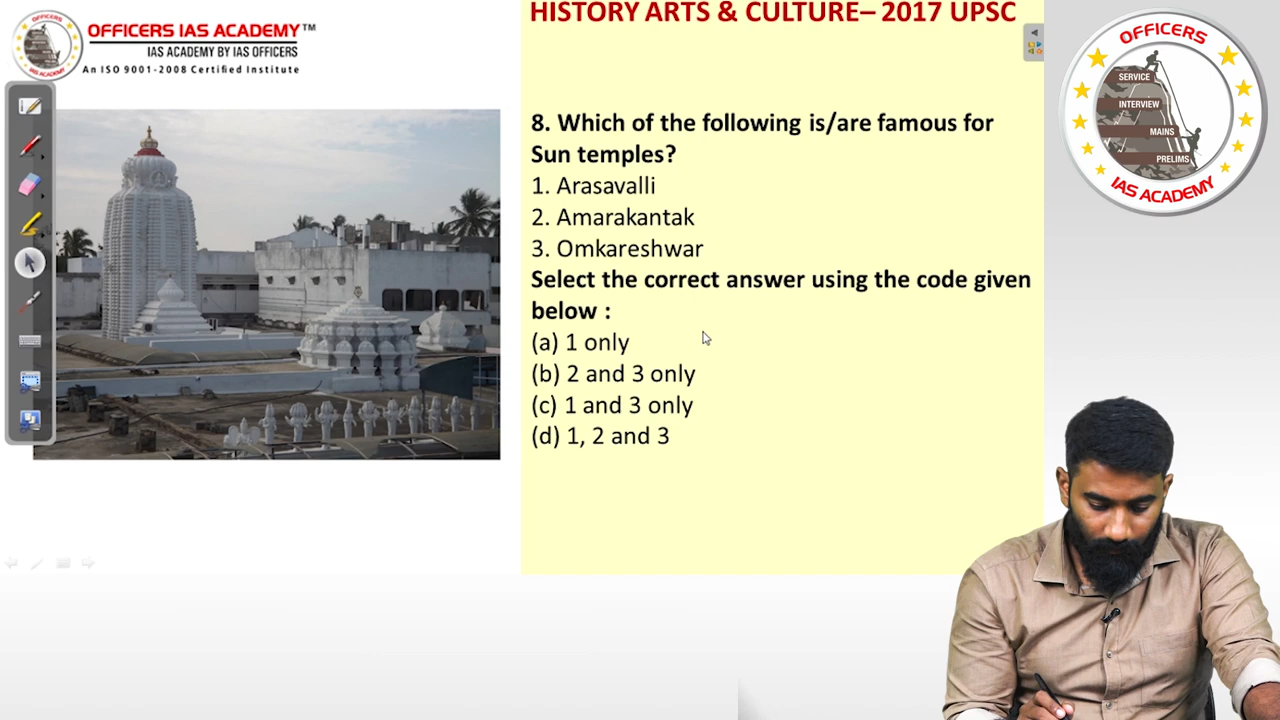 OFFICERS IAS ACADEMY™
IAS ACADEMY BY IAS OFFICERS
An ISO 9001-2008 Certified Institute
HISTORY ARTS & CULTURE– 2017 UPSC
8. Which of the following is/are famous for
Sun temples?
1. Arasavalli
2. Amarakantak
3. Omkareshwar
Select the correct answer using the code given
below :
(a) 1 only
(b) 2 and 3 only
(c) 1 and 3 only
(d) 1, 2 and 3
OFFICERS
SERVICE
INTERVIEW
MAINS
PRELIMS
IAS ACADEMY